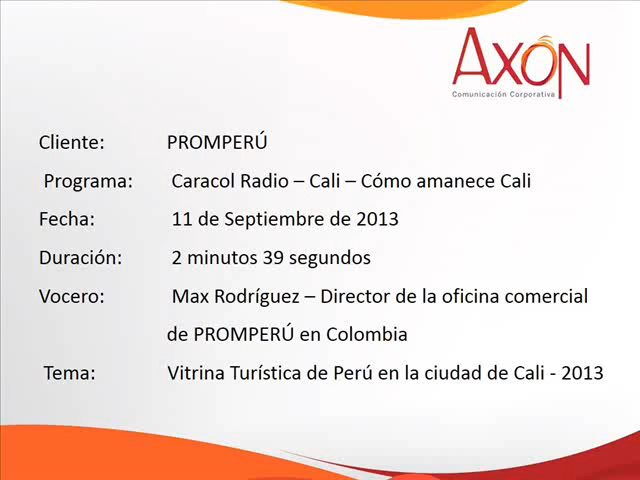 AXÓN
Comunicación Corporativa
Cliente: PROMPERÚ
Programa: Caracol Radio – Cali – Cómo amanece Cali
Fecha: 11 de Septiembre de 2013
Duración: 2 minutos 39 segundos
Vocero: Max Rodríguez – Director de la oficina comercial
de PROMPERÚ en Colombia
Tema: Vitrina Turística de Perú en la ciudad de Cali - 2013